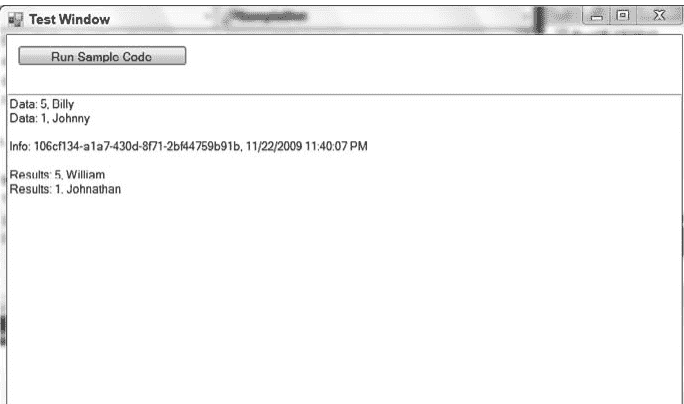 Test Window
Run Sample Code
Data: 5, Billy
Data: 1, Johnny
Info: 106cf134-a1a7-430d-8f71-2bf44759b91b, 11/22/2009 11:40:07 PM
Results: 5, William
Results: 1, Johnathan